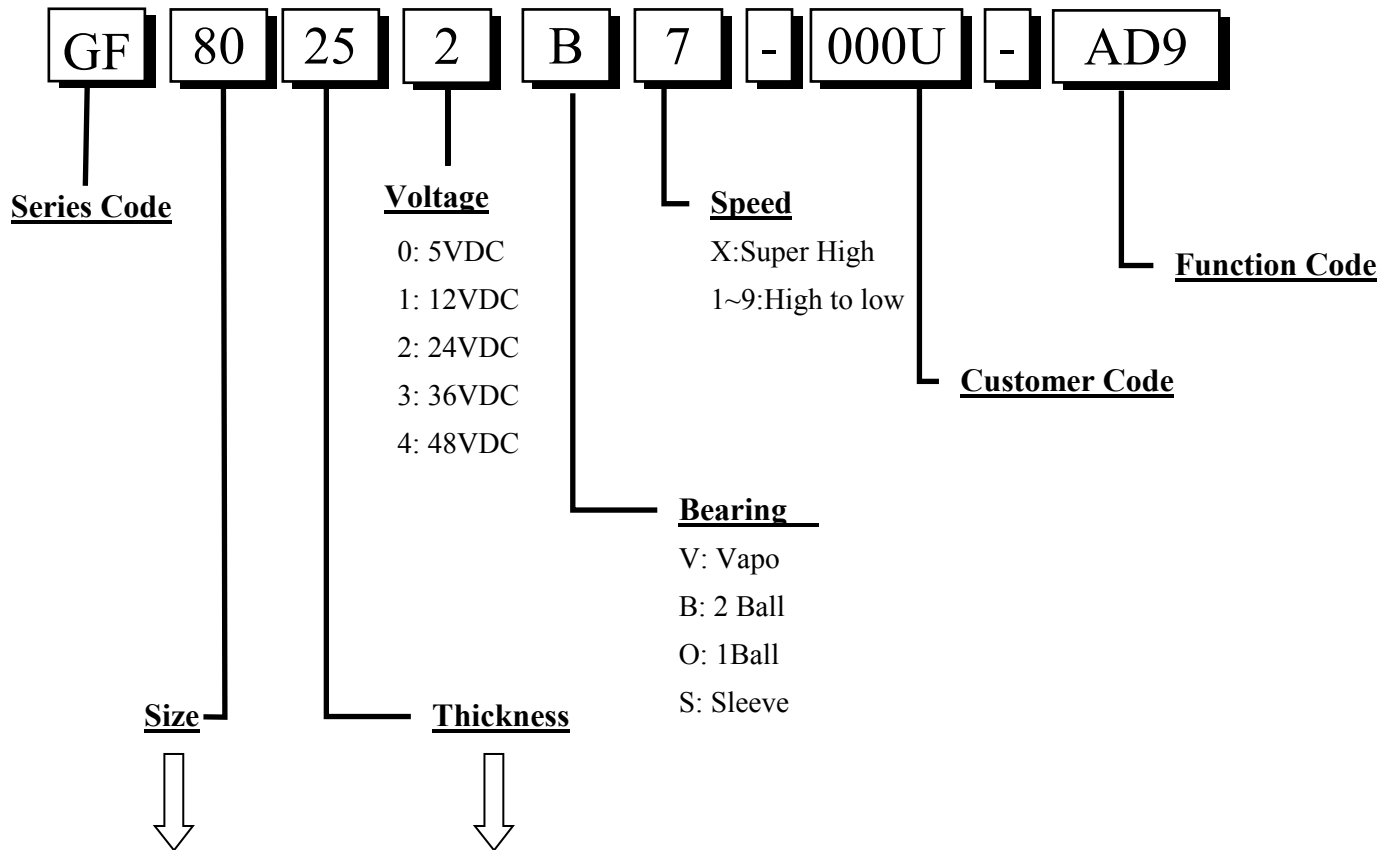 GF 80 25 2 B 7 - 000U - AD9
Series Code
Voltage
0: 5VDC
1: 12VDC
2: 24VDC
3: 36VDC
4: 48VDC
Speed
X:Super High
1~9:High to low
Function Code
Customer Code
Bearing
V: Vapo
B: 2 Ball
O: 1Ball
S: Sleeve
Size
Thickness